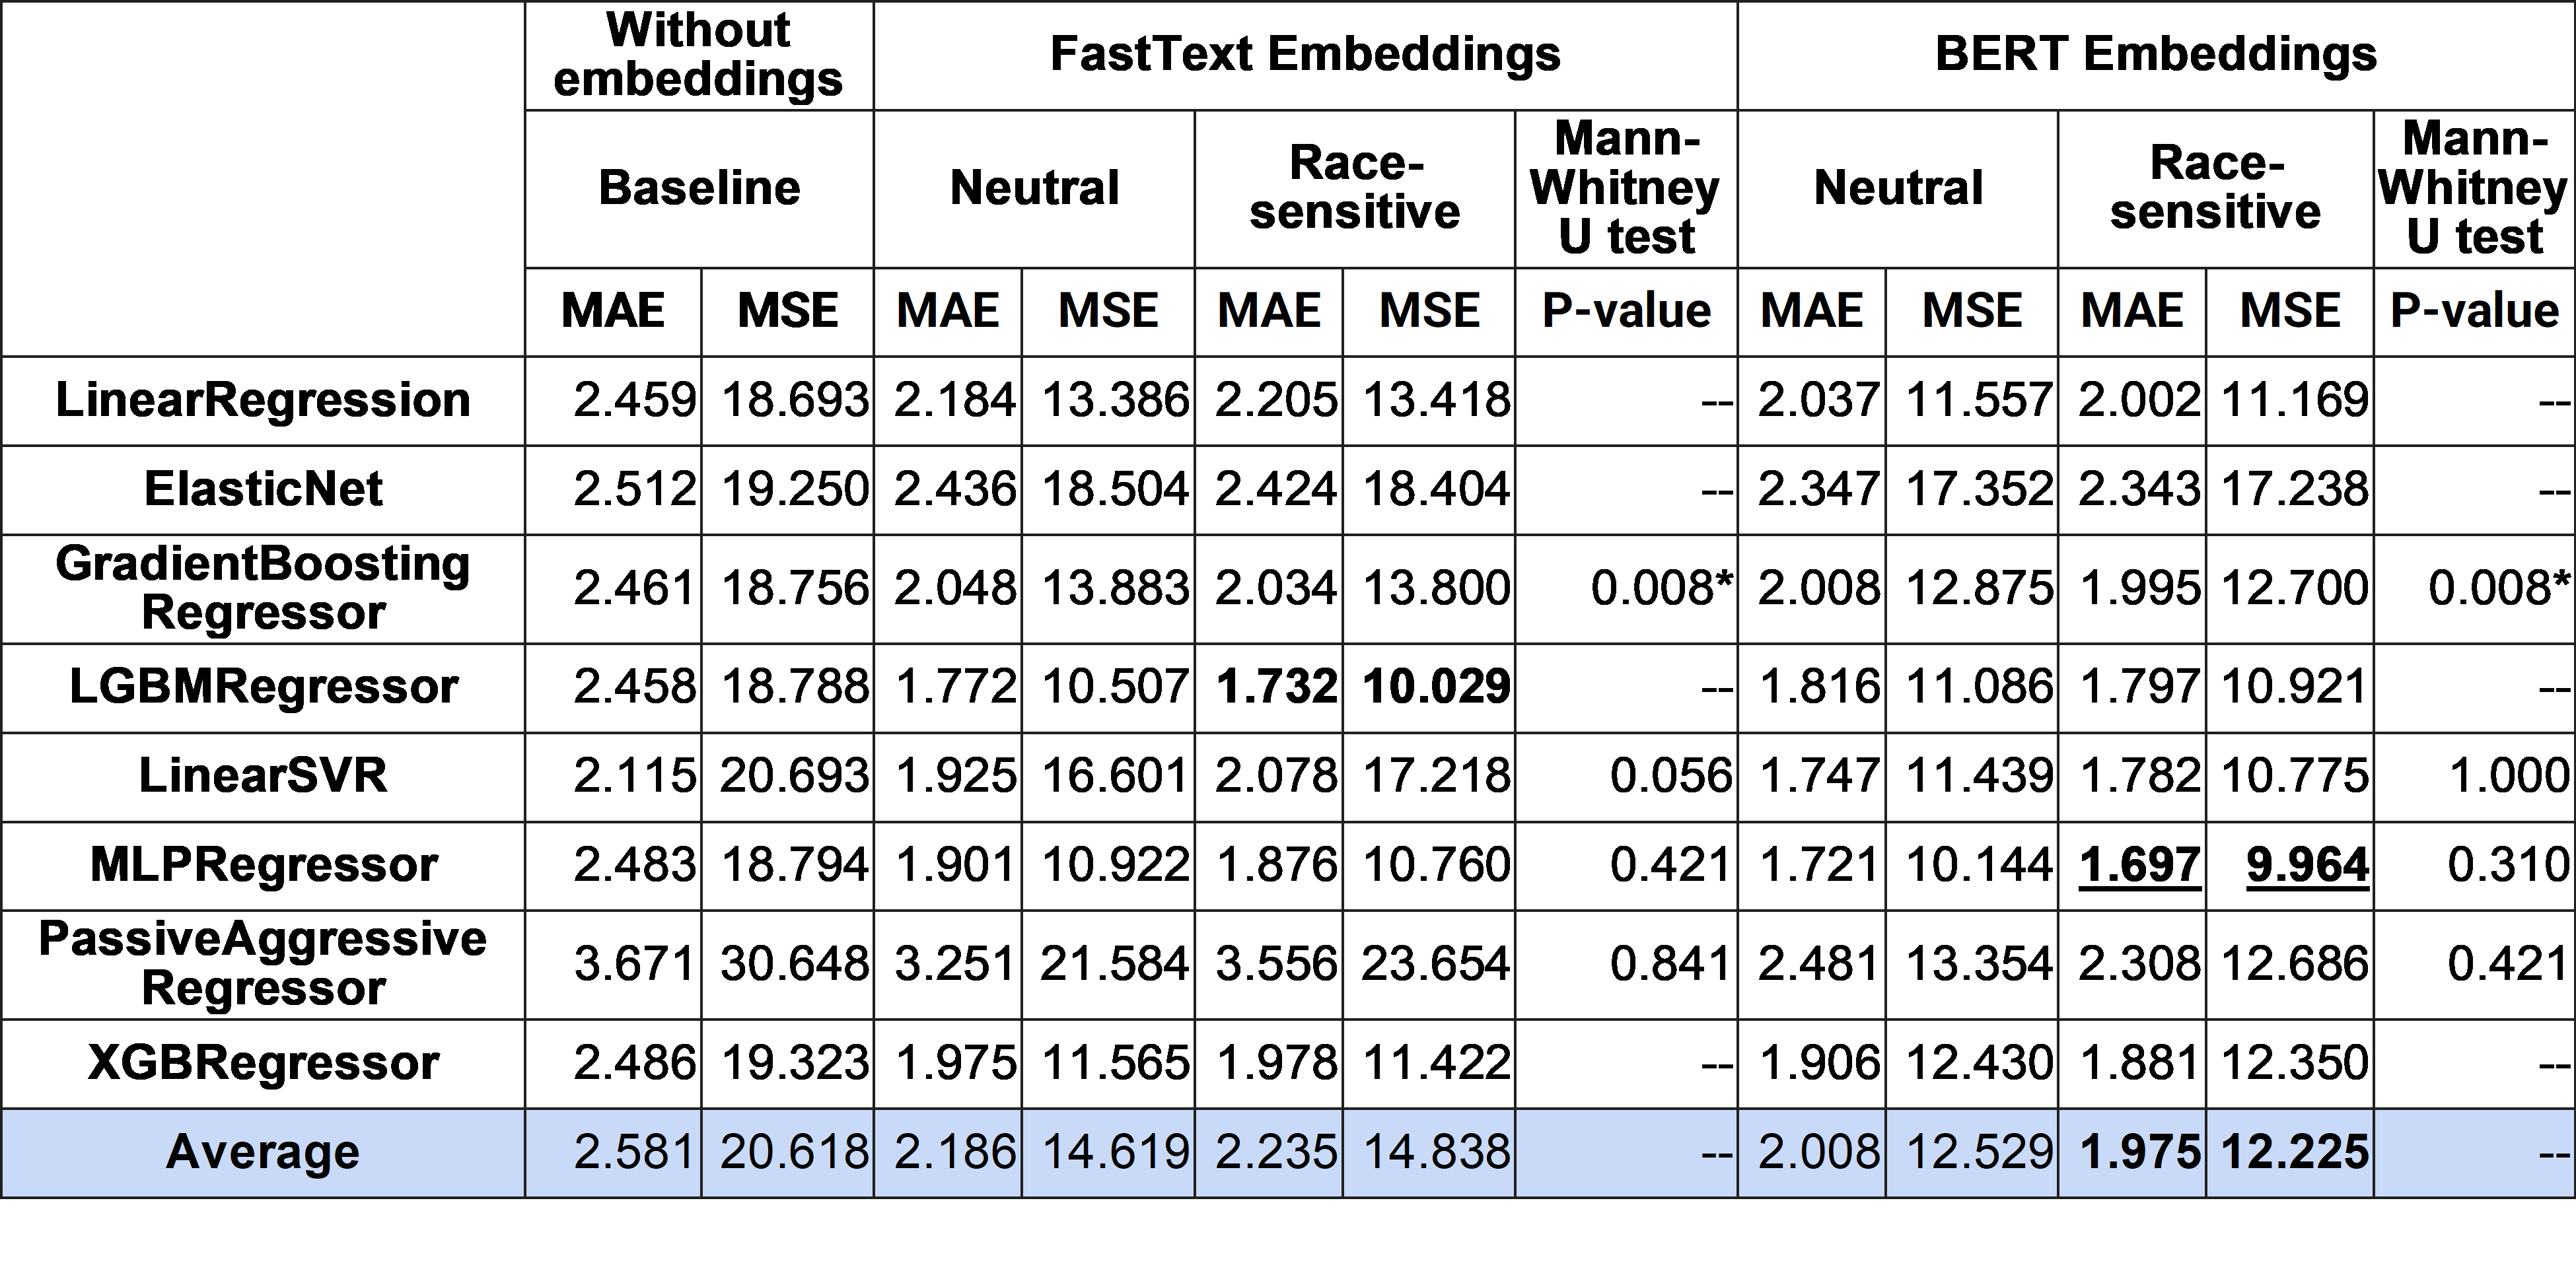 Without embeddings FastText Embeddings BERT Embeddings
Baseline Neutral Race-sensitive Mann-Whitney U test Neutral Race-sensitive Mann-Whitney U test
MAE MSE MAE MSE MAE MSE P-value MAE MSE MAE MSE P-value
LinearRegression 2.459 18.693 2.184 13.386 2.205 13.418 -- 2.037 11.557 2.002 11.169 --
ElasticNet 2.512 19.250 2.436 18.504 2.424 18.404 -- 2.347 17.352 2.343 17.238 --
GradientBoosting Regressor 2.461 18.756 2.048 13.883 2.034 13.800 0.008* 2.008 12.875 1.995 12.700 0.008*
LGBMRegressor 2.458 18.788 1.772 10.507 1.732 10.029 -- 1.816 11.086 1.797 10.921 --
LinearSVR 2.115 20.693 1.925 16.601 2.078 17.218 0.056 1.747 11.439 1.782 10.775 1.000
MLPRegressor 2.483 18.794 1.901 10.922 1.876 10.760 0.421 1.721 10.144 1.697 9.964 0.310
PassiveAggressive Regressor 3.671 30.648 3.251 21.584 3.556 23.654 0.841 2.481 13.354 2.308 12.686 0.421
XGBRegressor 2.486 19.323 1.975 11.565 1.978 11.422 -- 1.906 12.430 1.881 12.350 --
Average 2.581 20.618 2.186 14.619 2.235 14.838 -- 2.008 12.529 1.975 12.225 --